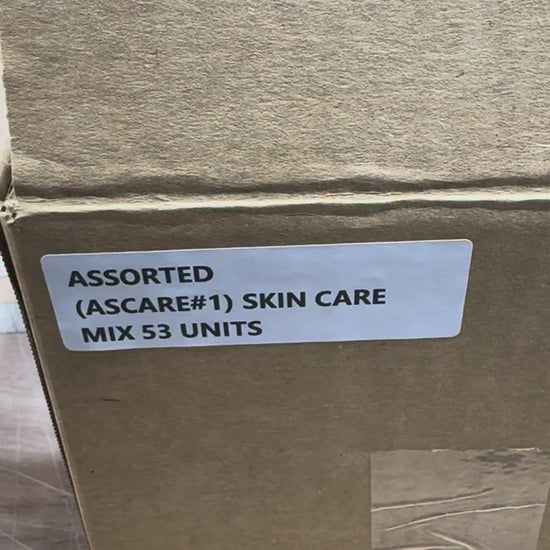 ASSORTED
(ASCARE#1) SKIN CARE
MIX 53 UNITS